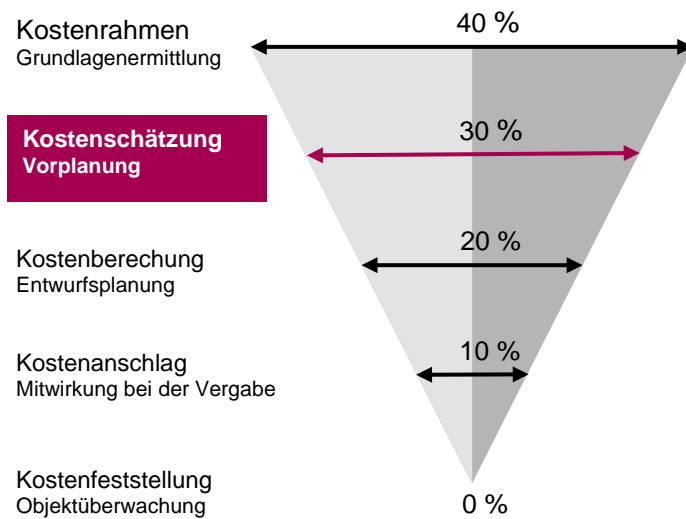 Kostenrahmen
Grundlagenermittlung
40 %
Kostenschätzung
Vorplanung
30 %
Kostenberechung
Entwurfsplanung
20 %
Kostenanschlag
Mitwirkung bei der Vergabe
10 %
Kostenfeststellung
Objektüberwachung
0 %